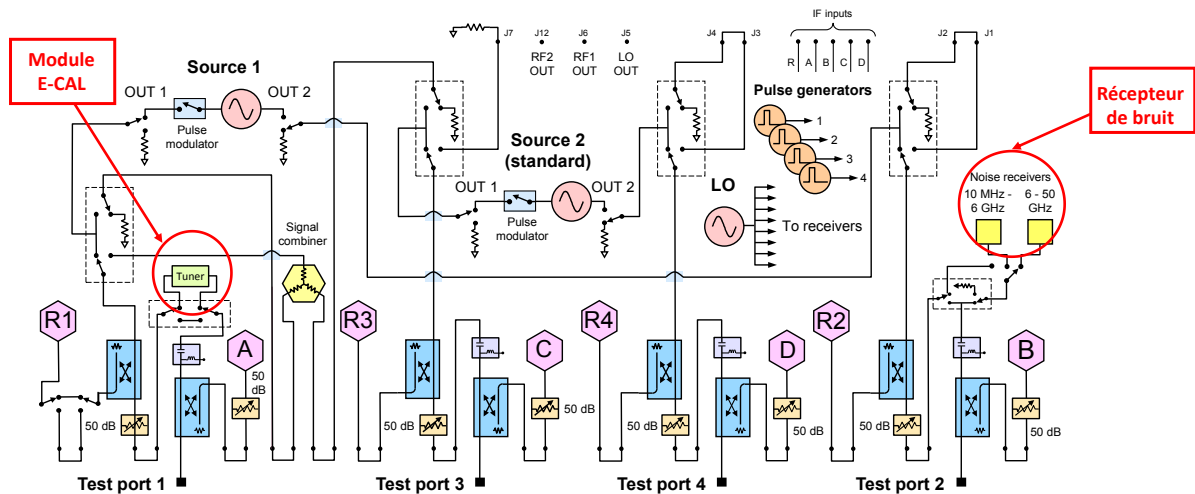 Module
E-CAL
Source 1
OUT 1
OUT 2
Pulse
modulator
J7
J12
J6
J5
RF2
OUT
RF1
OUT
LO
OUT
J4
J3
IF inputs
R
A
B
C
D
J2
J1
Pulse generators
1
2
3
4
Récepteur
de bruit
Source 2
(standard)
OUT 1
OUT 2
Pulse
modulator
LO
To receivers
Noise receivers
10 MHz -
6 GHz
6 - 50
GHz
Signal
combiner
Tuner
R1
A
R3
C
R4
D
R2
B
50
dB
50 dB
50 dB
50 dB
50 dB
50 dB
50 dB
50 dB
Test port 1
Test port 3
Test port 4
Test port 2